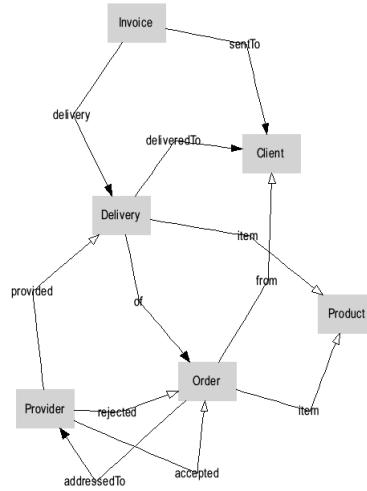 Invoice
sentTo
delivery
deliveredTo
Client
Delivery
item
provided
of
from
Product
Order
Provider
rejected
item
accepted
addressedTo